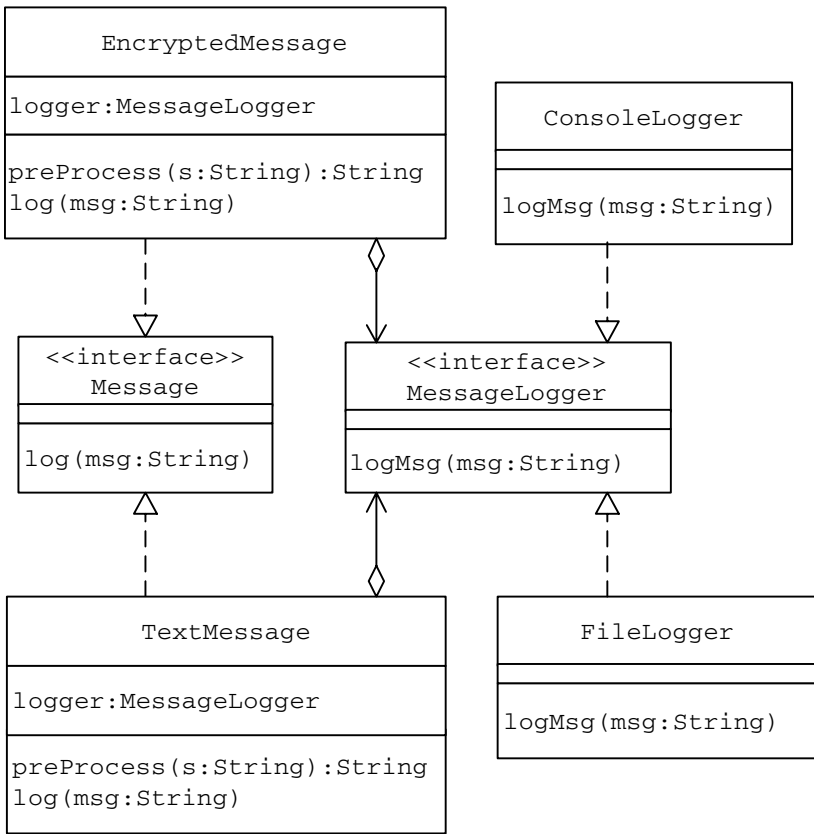 EncryptedMessage
logger:MessageLogger
preProcess(s:String):String
log(msg:String)
ConsoleLogger
logMsg(msg:String)
<<interface>>
Message
log(msg:String)
<<interface>>
MessageLogger
logMsg(msg:String)
TextMessage
logger:MessageLogger
preProcess(s:String):String
log(msg:String)
FileLogger
logMsg(msg:String)